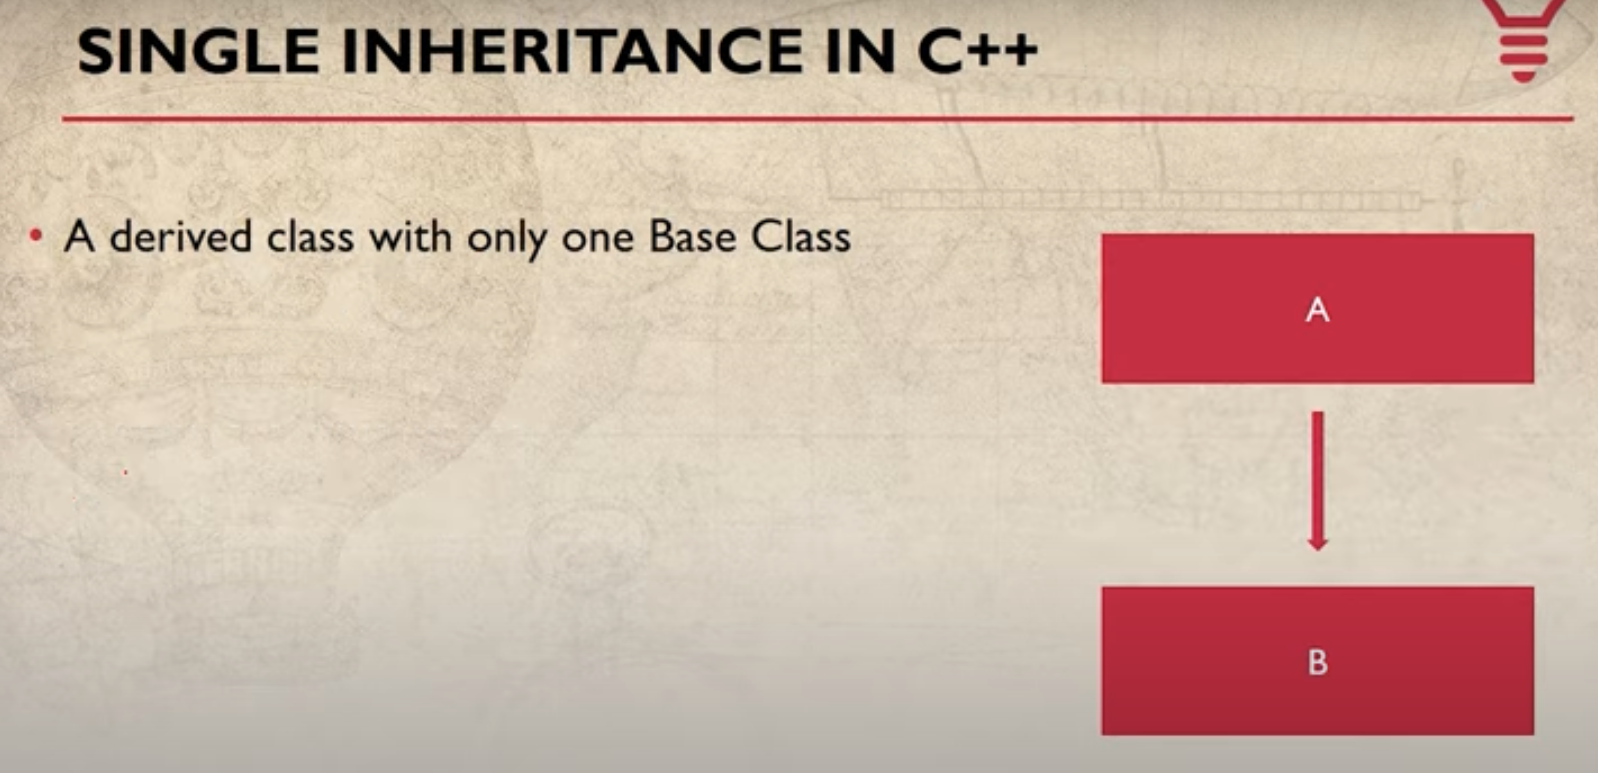 SINGLE INHERITANCE IN C++
• A derived class with only one Base Class
A
B